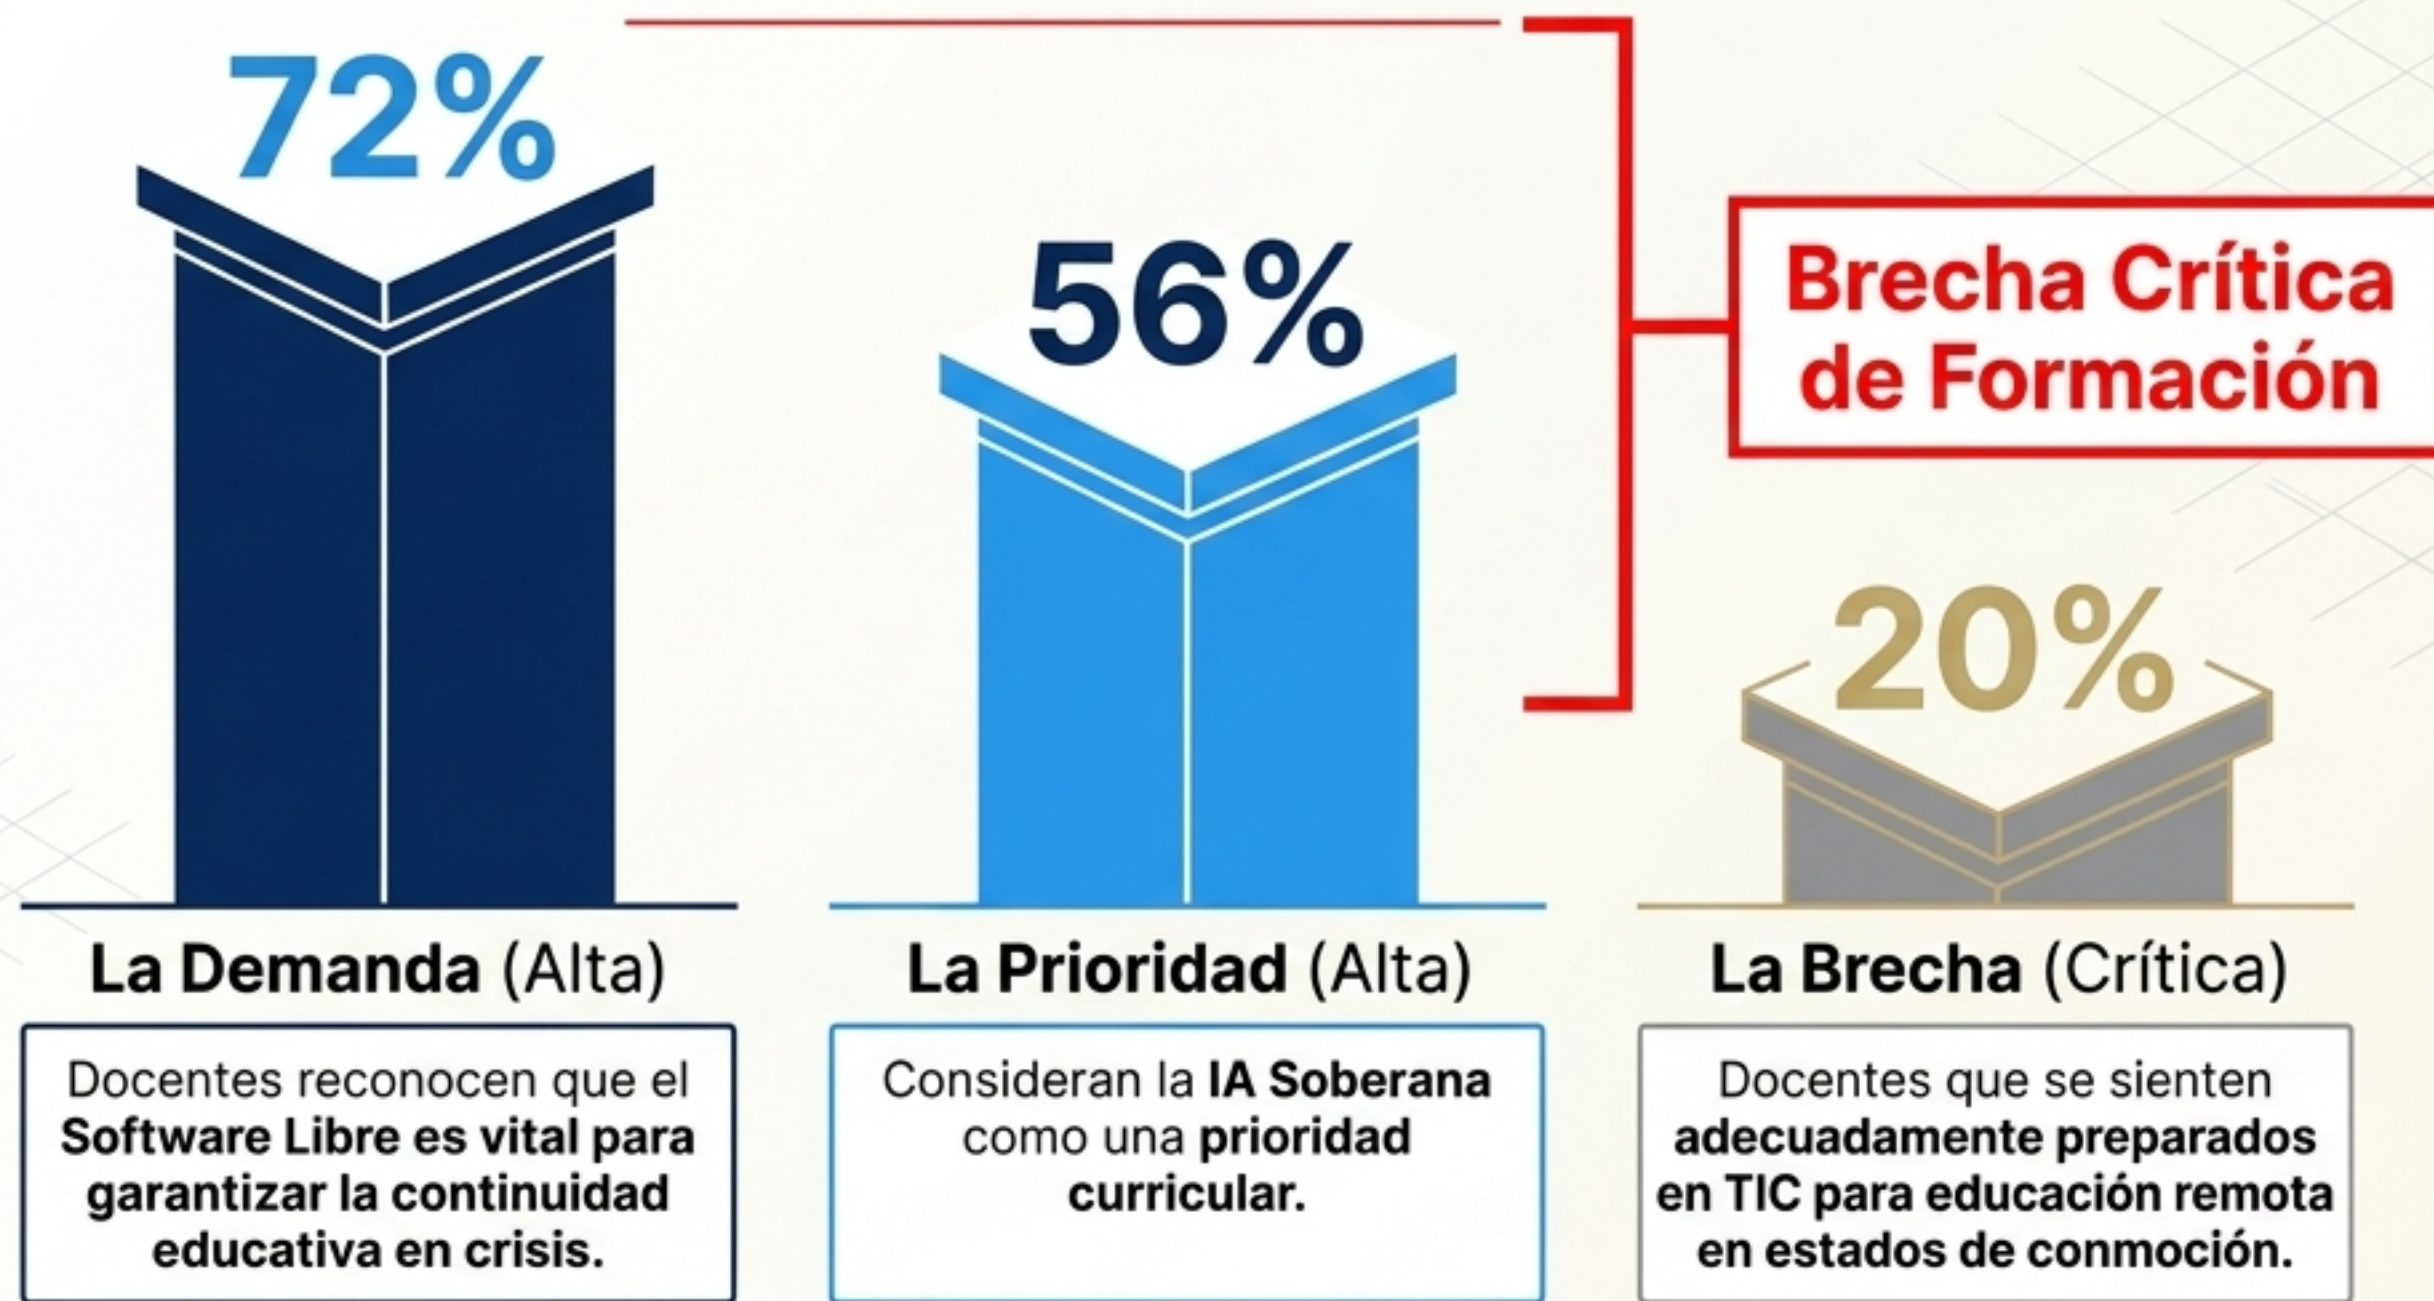 72%
56%
Brecha Crítica
de Formación
20%
La Demanda (Alta)
Docentes reconocen que el
Software Libre es vital para
garantizar la continuidad
educativa en crisis.
La Prioridad (Alta)
Consideran la IA Soberana
como una prioridad
curricular.
La Brecha (Crítica)
Docentes que se sienten
adecuadamente preparados
en TIC para educación remota
en estados de conmoción.